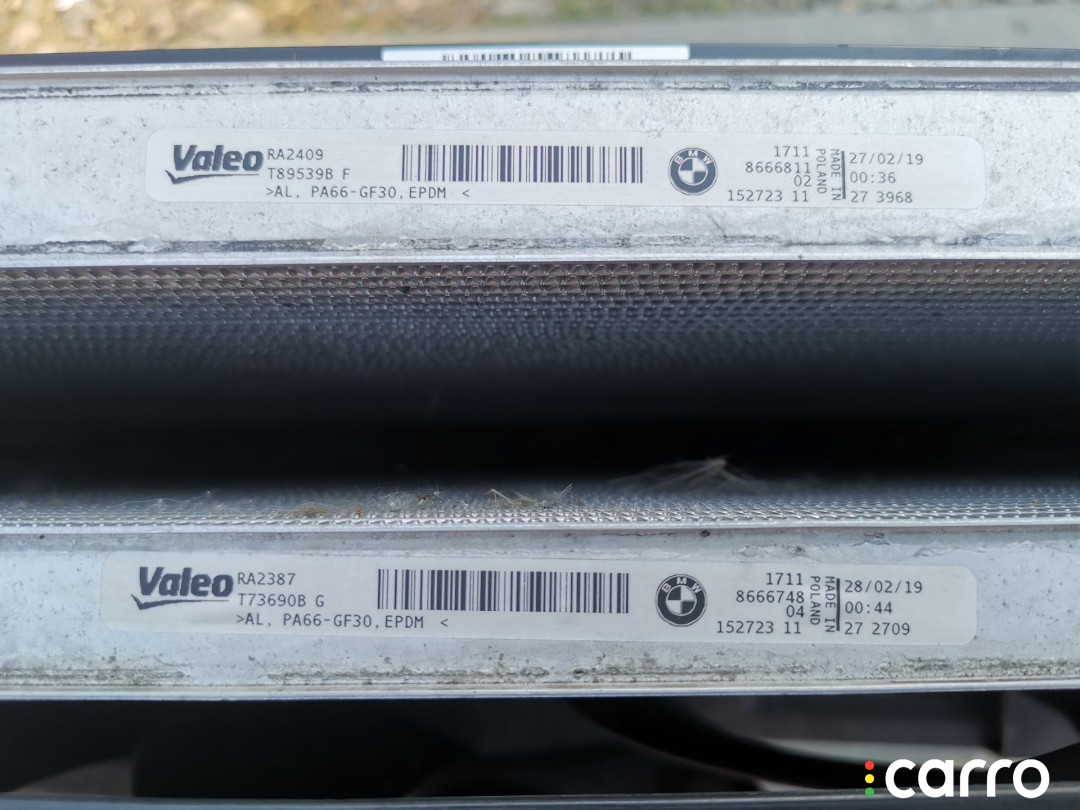 Valeo RA2409
T89539B F
>AL, PA66-GF30,EPDM <
BMW
1711
8666811
02
152723 11
MADE IN
POLAND
27/02/19
00:36
27 3968
Valeo RA2387
T73690B G
>AL, PA66-GF30,EPDM <
BMW
1711
8666748
04
152723 11
MADE IN
POLAND
28/02/19
00:44
27 2709
carro